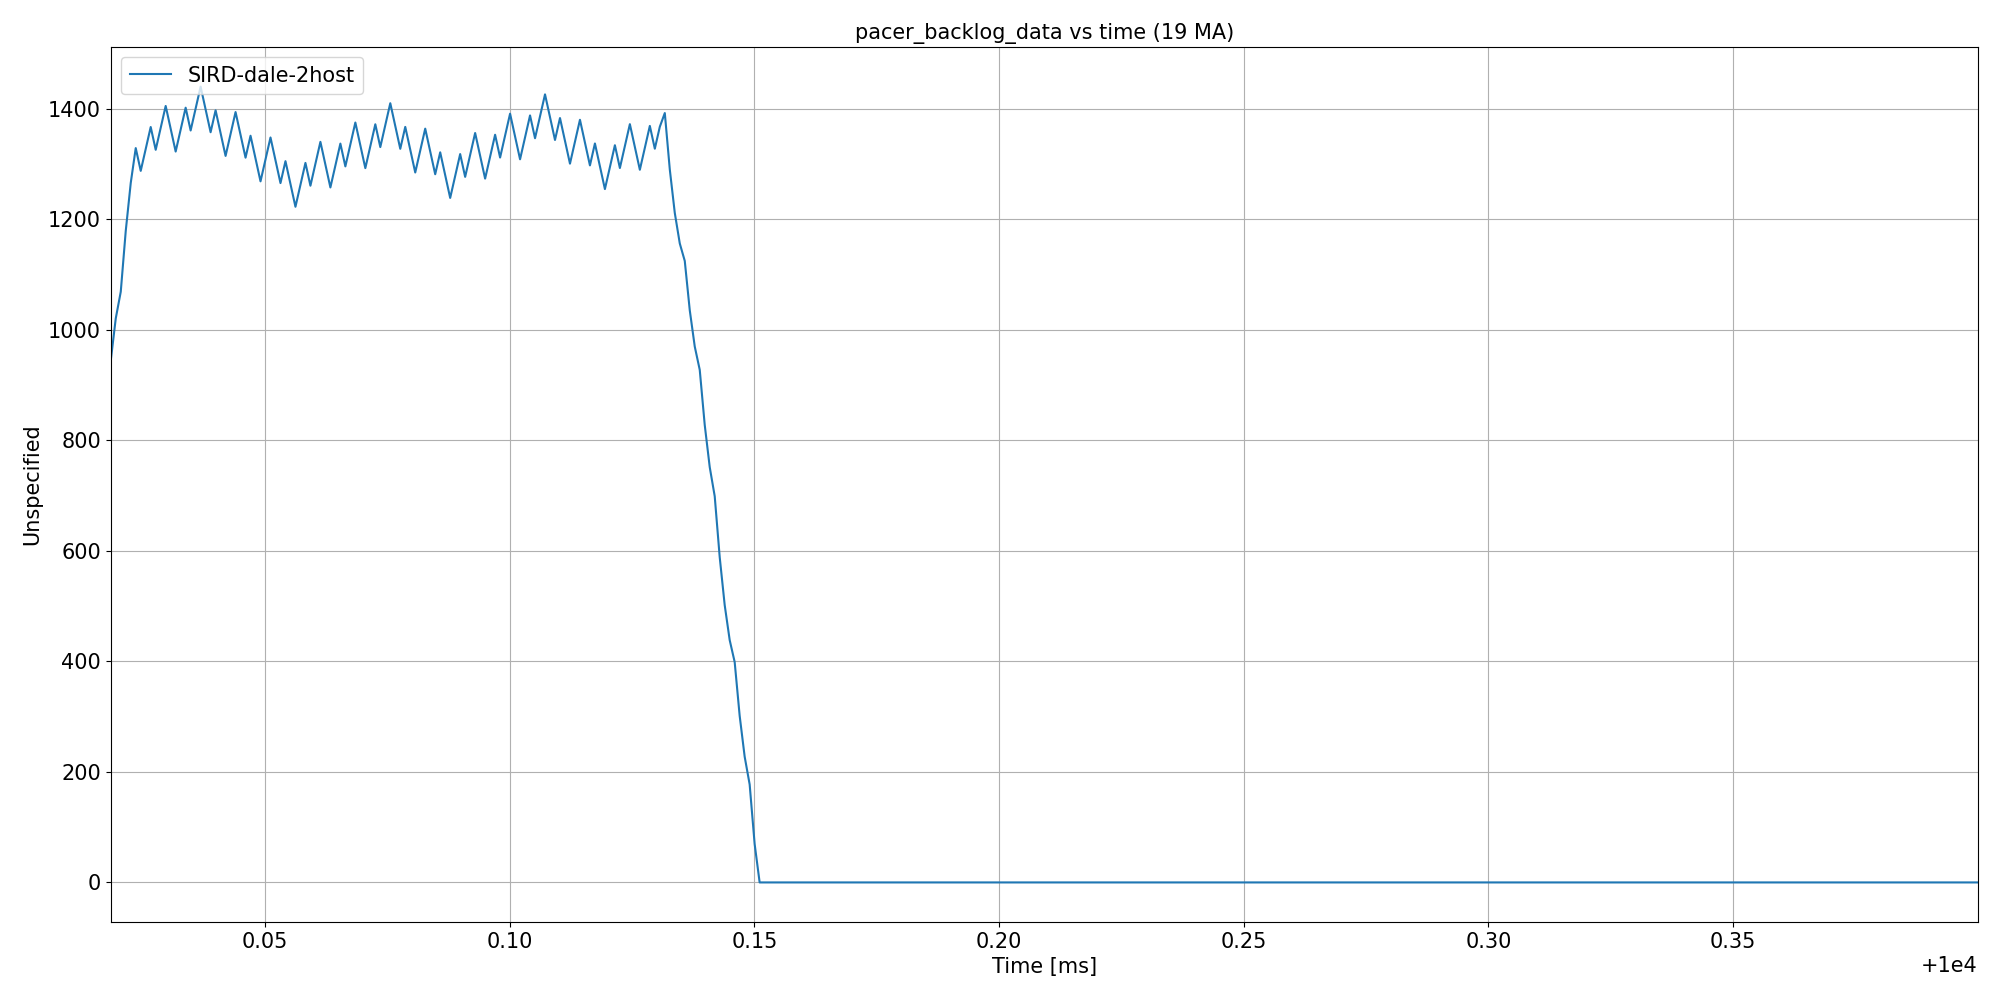 pacer_backlog_data vs time (19 MA)
SIRD-dale-2host
1400
1200
1000
800
600
400
200
0
Unspecified
0.05 0.10 0.15 0.20 0.25 0.30 0.35
Time [ms]
+1e4